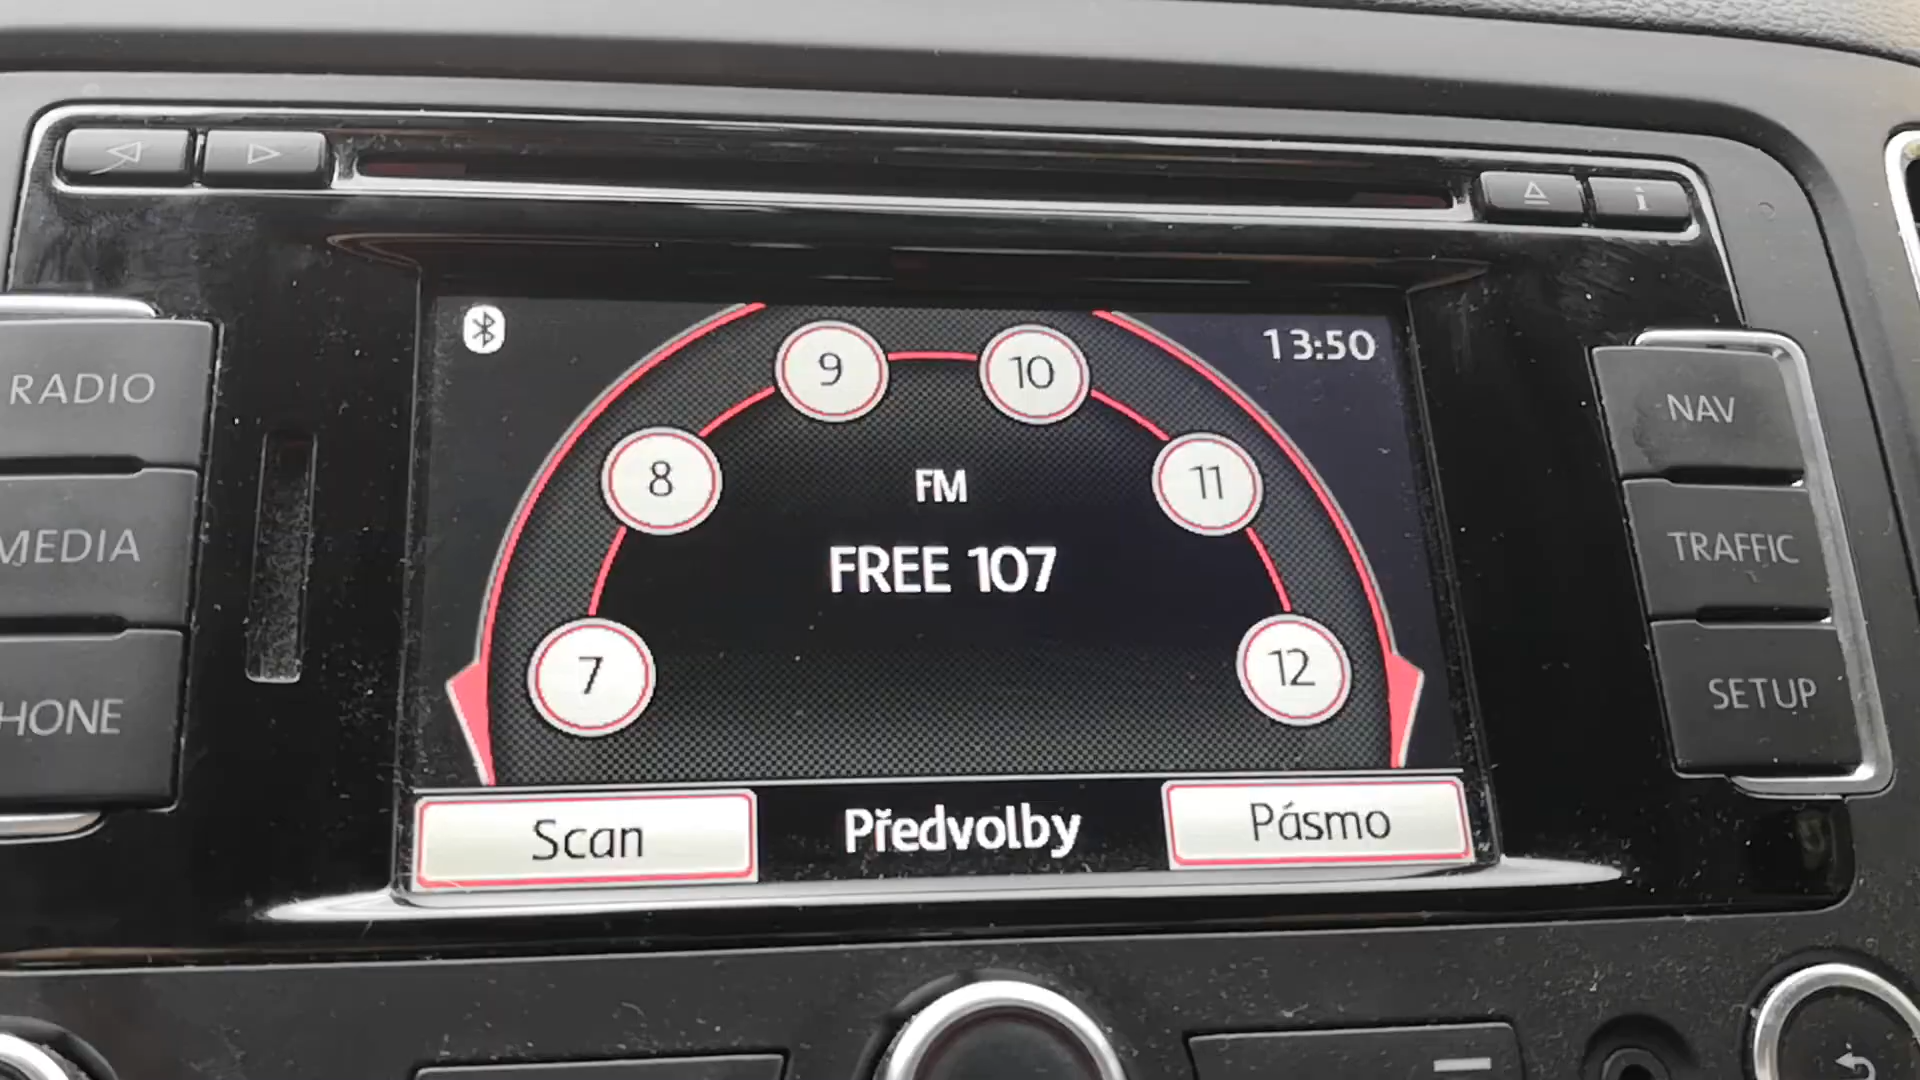 RADIO
MEDIA
HONE
13:50
7
8
9
10
11
12
FM
FREE 107
Scan
Předvolby
Pásmo
i
NAV
TRAFFIC
SETUP